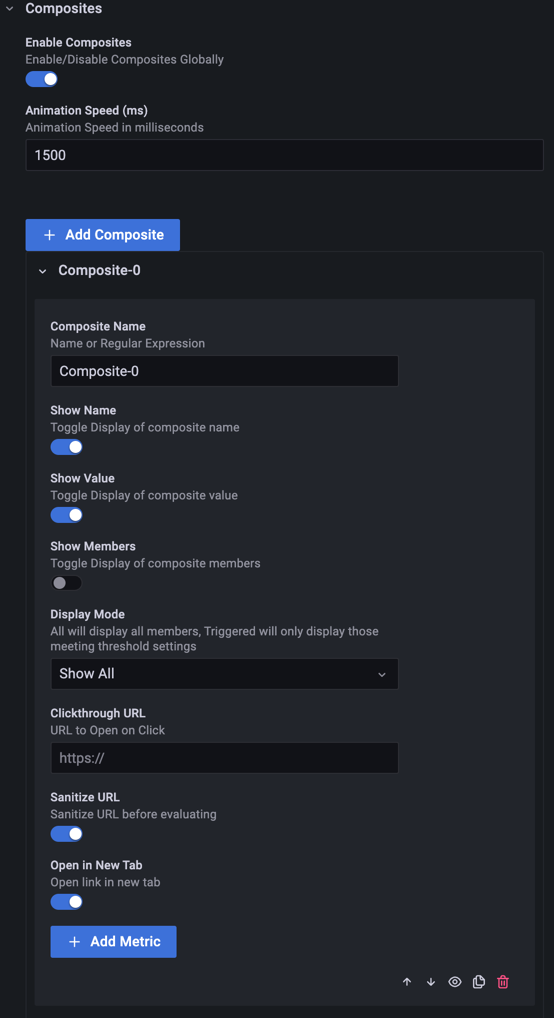 Composites
Enable Composites
Enable/Disable Composites Globally
Animation Speed (ms)
Animation Speed in milliseconds
1500
Add Composite
Composite-0
Composite Name
Name or Regular Expression
Composite-0
Show Name
Toggle Display of composite name
Show Value
Toggle Display of composite value
Show Members
Toggle Display of composite members
Display Mode
All will display all members, Triggered will only display those
meeting threshold settings
Show All
Clickthrough URL
URL to Open on Click
https://
Sanitize URL
Sanitize URL before evaluating
Open in New Tab
Open link in new tab
Add Metric